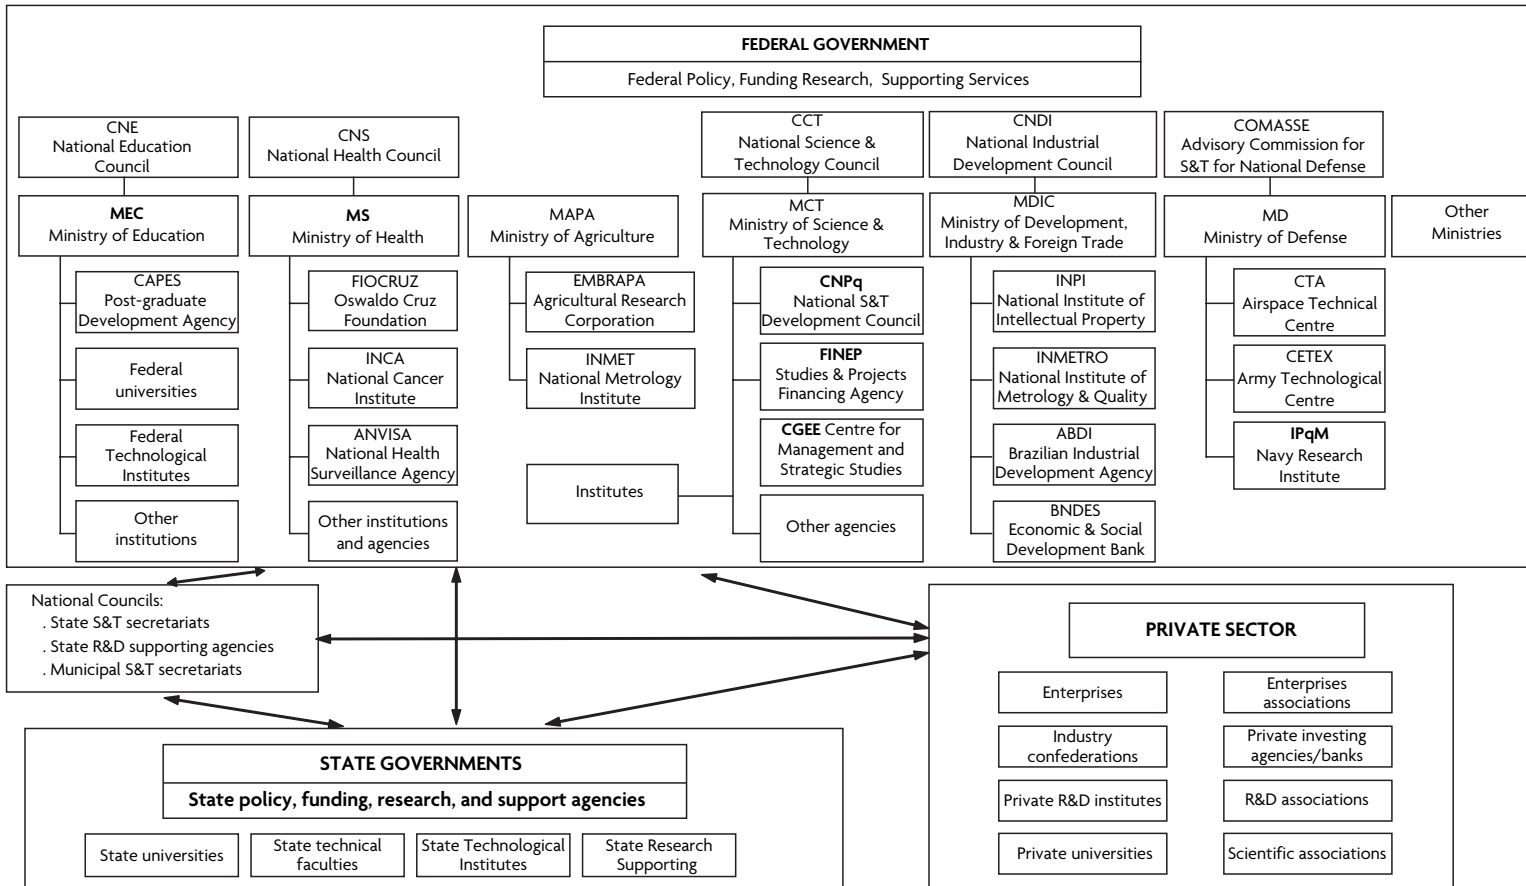 FEDERAL GOVERNMENT
Federal Policy, Funding Research, Supporting Services
CNE
National Education
Council
CNS
National Health Council
CCT
National Science &
Technology Council
CNDI
National Industrial
Development Council
COMASSE
Advisory Commission for
S&T for National Defense
MEC
Ministry of Education
MS
Ministry of Health
MAPA
Ministry of Agriculture
MCT
Ministry of Science &
Technology
MDIC
Ministry of Development,
Industry & Foreign Trade
MD
Ministry of Defense
Other
Ministries
CAPES
Post-graduate
Development Agency
Federal
universities
Federal
Technological
Institutes
Other
institutions
FIOCRUZ
Oswaldo Cruz
Foundation
INCA
National Cancer
Institute
ANVISA
National Health
Surveillance Agency
Other institutions
and agencies
EMBRAPA
Agricultural Research
Corporation
INMET
National Metrology
Institute
Institutes
CNPq
National S&T
Development Council
FINEP
Studies & Projects
Financing Agency
CGEE Centre for
Management and
Strategic Studies
Other agencies
INPI
National Institute of
Intellectual Property
INMETRO
National Institute of
Metrology & Quality
ABDI
Brazilian Industrial
Development Agency
BNDES
Economic & Social
Development Bank
CTA
Airspace Technical
Centre
CETEX
Army Technological
Centre
IPqM
Navy Research
Institute
National Councils:
. State S&T secretariats
. State R&D supporting agencies
. Municipal S&T secretariats
STATE GOVERNMENTS
State policy, funding, research, and support agencies
State universities
State technical
faculties
State Technological
Institutes
State Research
Supporting
PRIVATE SECTOR
Enterprises
Enterprises
associations
Industry
confederations
Private investing
agencies/banks
Private R&D institutes
R&D associations
Private universities
Scientific associations